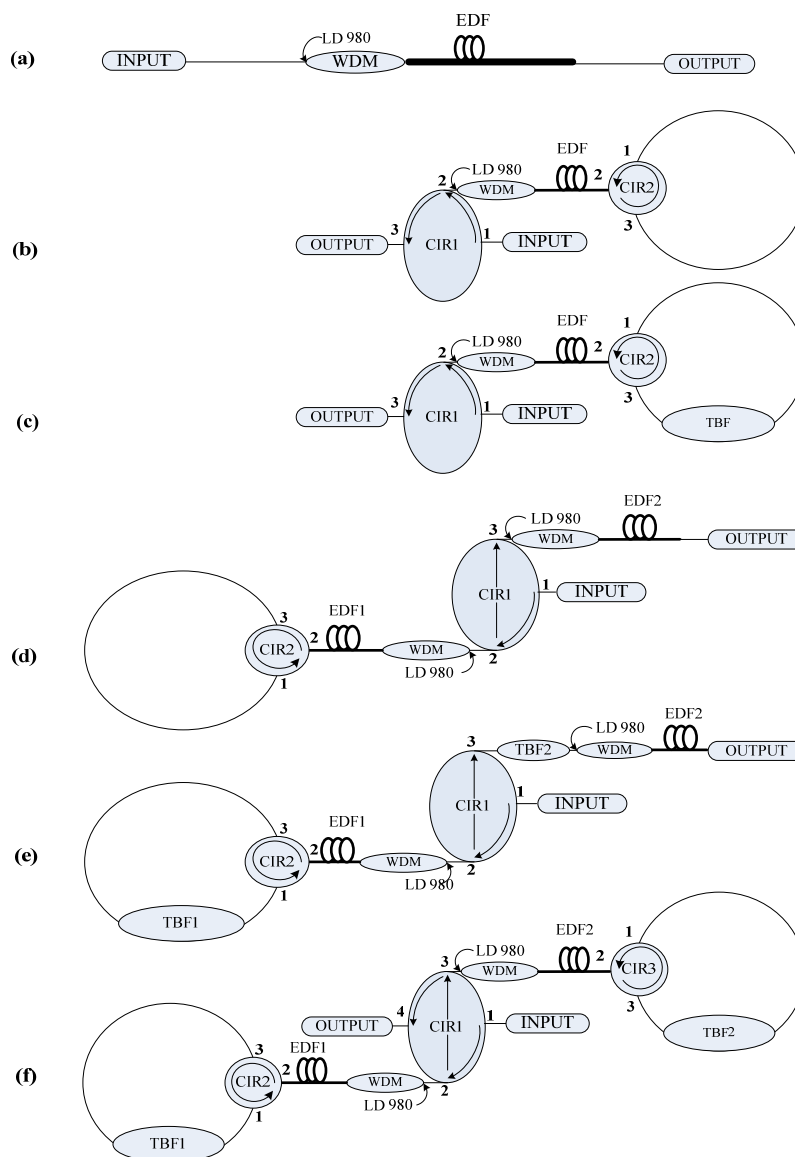 (a) INPUT LD 980 WDM EDF OUTPUT
(b) OUTPUT 3 CIR1 2 1 INPUT LD 980 WDM EDF 2 CIR2 1 3
(c) OUTPUT 3 CIR1 2 1 INPUT LD 980 WDM EDF 2 CIR2 1 3 TBF
(d) CIR2 3 2 1 EDF1 WDM LD 980 2 CIR1 3 1 INPUT LD 980 WDM EDF2 OUTPUT
(e) TBF1 CIR2 3 2 1 EDF1 WDM LD 980 2 CIR1 3 1 INPUT TBF2 LD 980 WDM EDF2 OUTPUT
(f) TBF1 CIR2 3 2 1 EDF1 WDM LD 980 2 OUTPUT 4 CIR1 3 1 INPUT LD 980 WDM EDF2 2 CIR3 1 3 TBF2